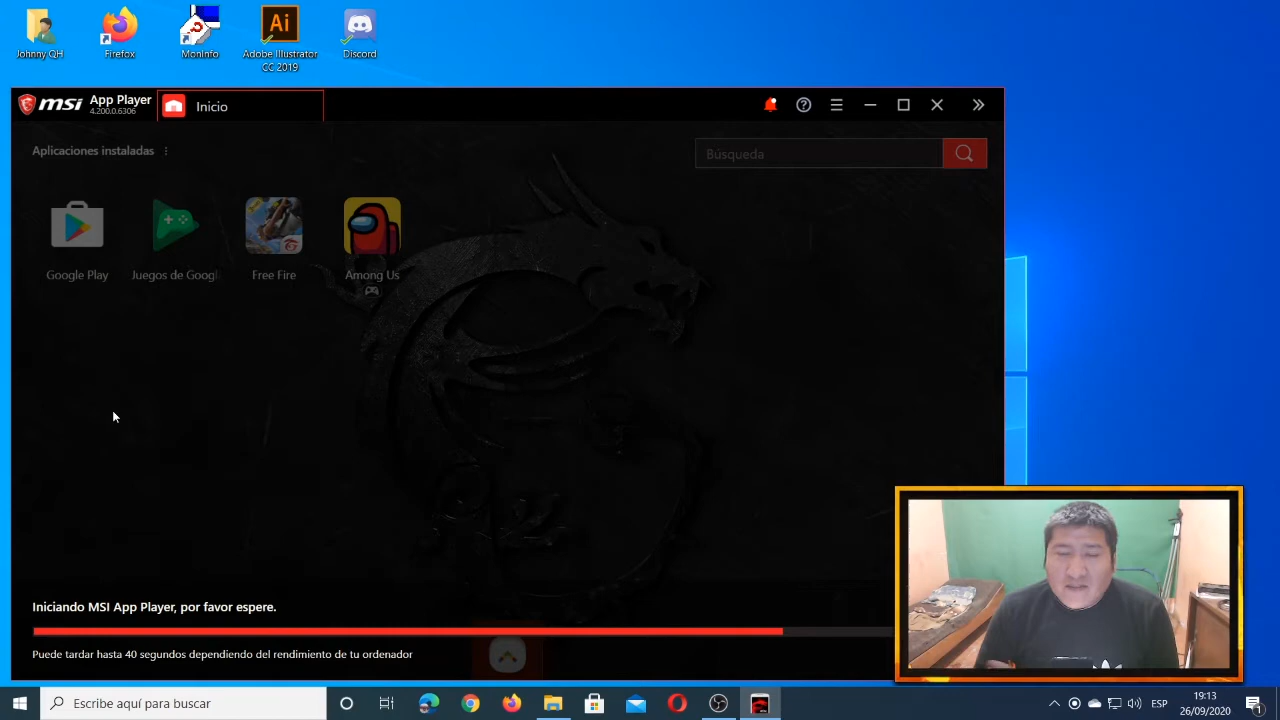 Johnny QH
Firefox
MonInfo
Adobe Illustrator
CC 2019
Discord
msi App Player
4.200.0.6306
Inicio
Aplicaciones instaladas
Búsqueda
Google Play
Juegos de Googl
Free Fire
Among Us
Iniciando MSI App Player, por favor espere.
Puede tardar hasta 40 segundos dependiendo del rendimiento de tu ordenador
Escribe aquí para buscar
ESP
19:13
26/09/2020
1